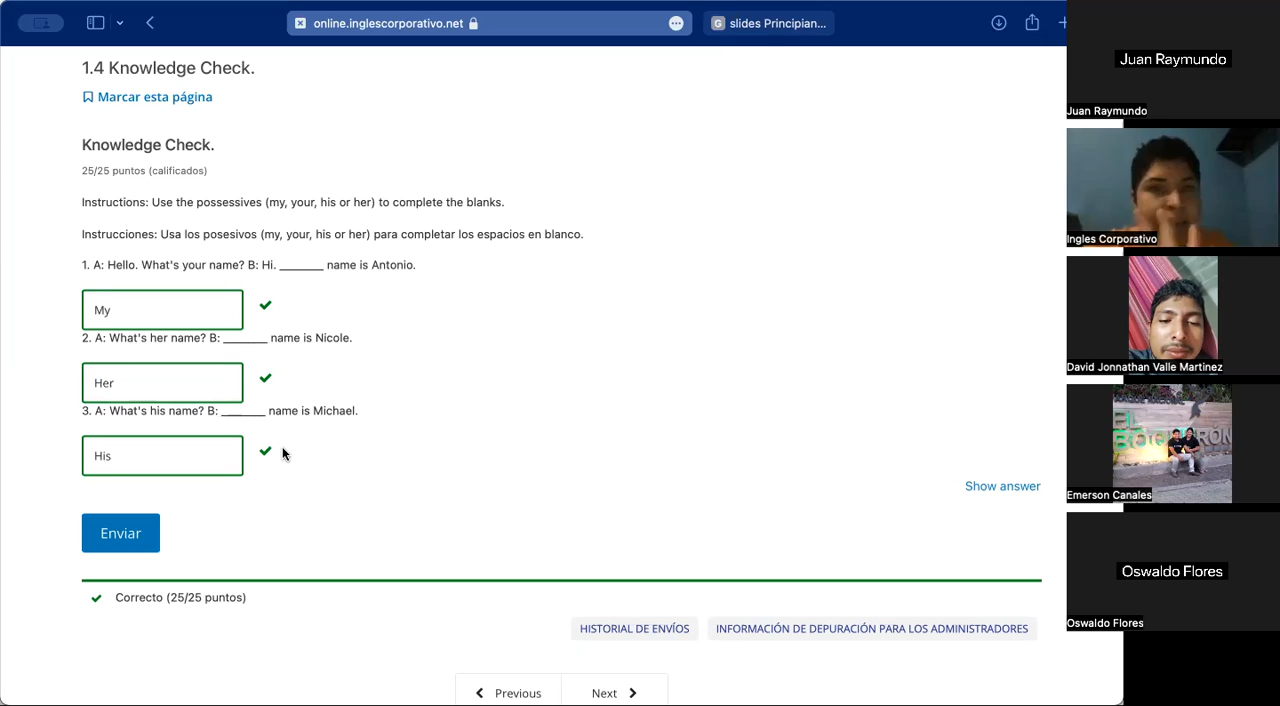 online.inglescorporativo.net
G slides Principian...
1.4 Knowledge Check.
Marcar esta página
Knowledge Check.
25/25 puntos (calificados)
Instructions: Use the possessives (my, your, his or her) to complete the blanks.
Instrucciones: Usa los posesivos (my, your, his or her) para completar los espacios en blanco.
1. A: Hello. What's your name? B: Hi. ________ name is Antonio.
My
2. A: What's her name? B: ________ name is Nicole.
Her
3. A: What's his name? B: ________ name is Michael.
His
Show answer
Enviar
Correcto (25/25 puntos)
HISTORIAL DE ENVÍOS
INFORMACIÓN DE DEPURACIÓN PARA LOS ADMINISTRADORES
Previous
Next
Juan Raymundo
Juan Raymundo
Ingles Corporativo
David Jonnathan Valle Martinez
EL
BOQUERÓN
Emerson Canales
Oswaldo Flores
Oswaldo Flores